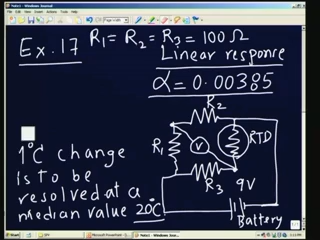 Ex. 17
R1 = R2 = R3 = 100 Ω
Linear response
α = 0.00385
R2
R1
V
RTD
R3
9V
Battery
1°C change
is to be
resolved at a
median value 20°C